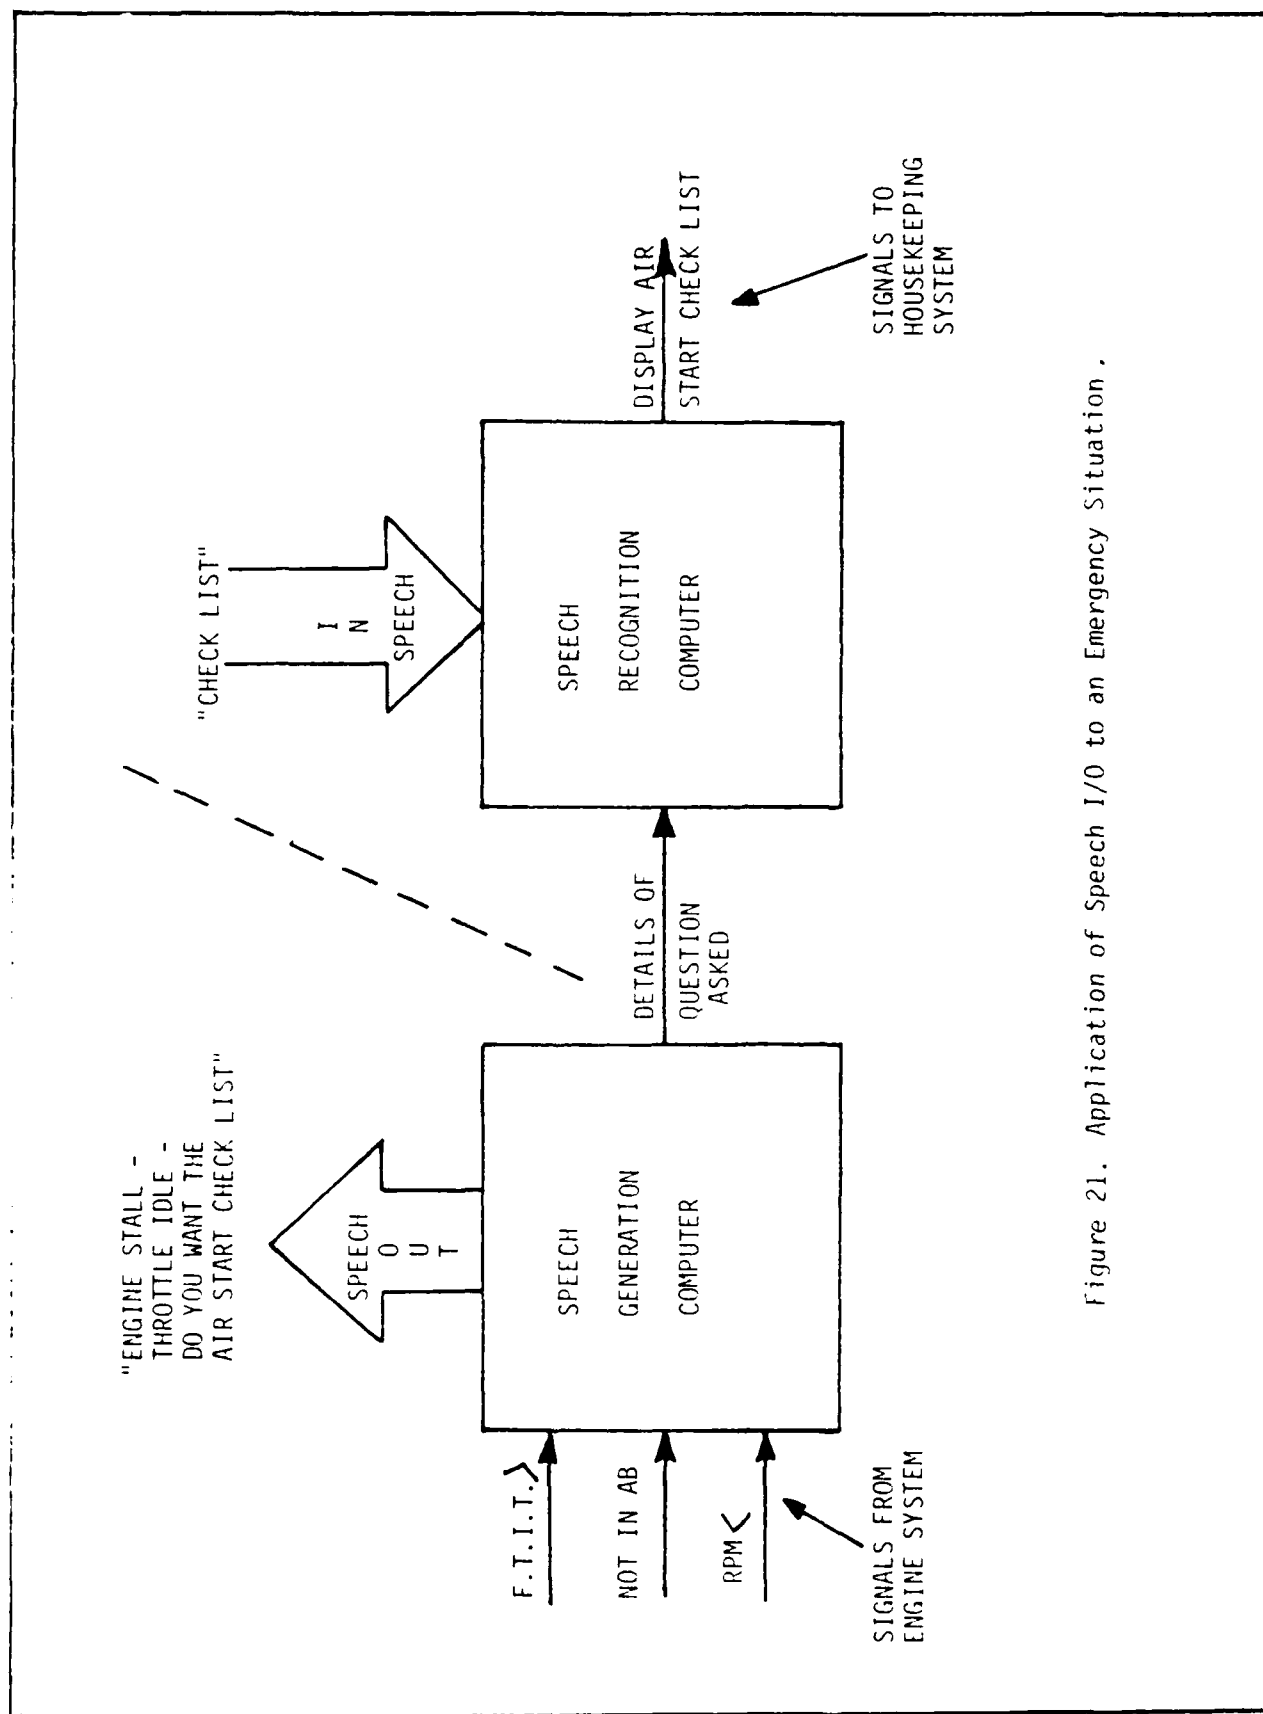 "ENGINE STALL -
THROTTLE IDLE -
DO YOU WANT THE
AIR START CHECK LIST"
SPEECH
OUT
"CHECK LIST"
IN
SPEECH
F.T.I.T.>
NOT IN AB
RPM<
SIGNALS FROM
ENGINE SYSTEM
SPEECH
GENERATION
COMPUTER
DETAILS OF
QUESTION
ASKED
SPEECH
RECOGNITION
COMPUTER
DISPLAY AIR
START CHECK LIST
SIGNALS TO
HOUSEKEEPING
SYSTEM
Figure 21. Application of Speech I/O to an Emergency Situation.